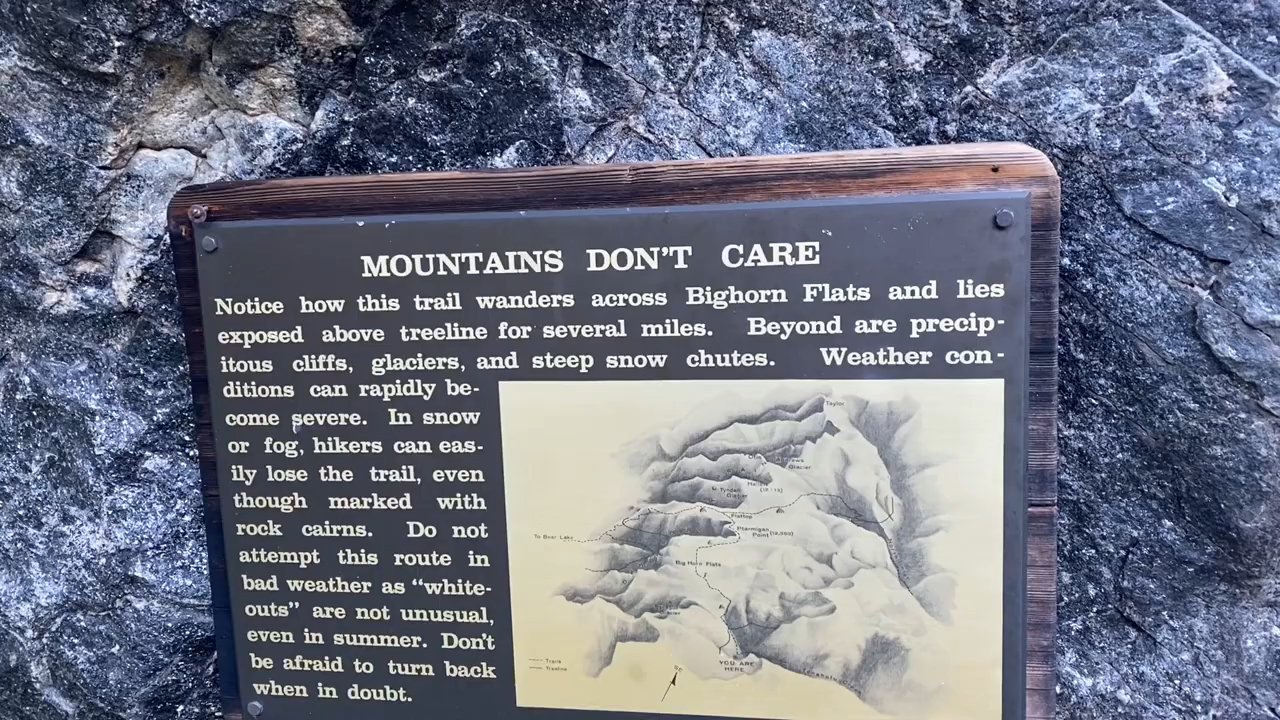 MOUNTAINS DON'T CARE
Notice how this trail wanders across Bighorn Flats and lies
exposed above treeline for several miles. Beyond are precip-
itous cliffs, glaciers, and steep snow chutes. Weather con-
ditions can rapidly be-
come severe. In snow
or fog, hikers can eas-
ily lose the trail, even
though marked with
rock cairns. Do not
attempt this route in
bad weather as "white-
outs" are not unusual,
even in summer. Don't
be afraid to turn back
when in doubt.
Taylor
Glacier
Hallett
Tyndall
Glacier
Flattop
Ptarmigan
Point (12,363)
To Bear Lake
Big Horn Flats
Trails
Treeline
YOU ARE
HERE